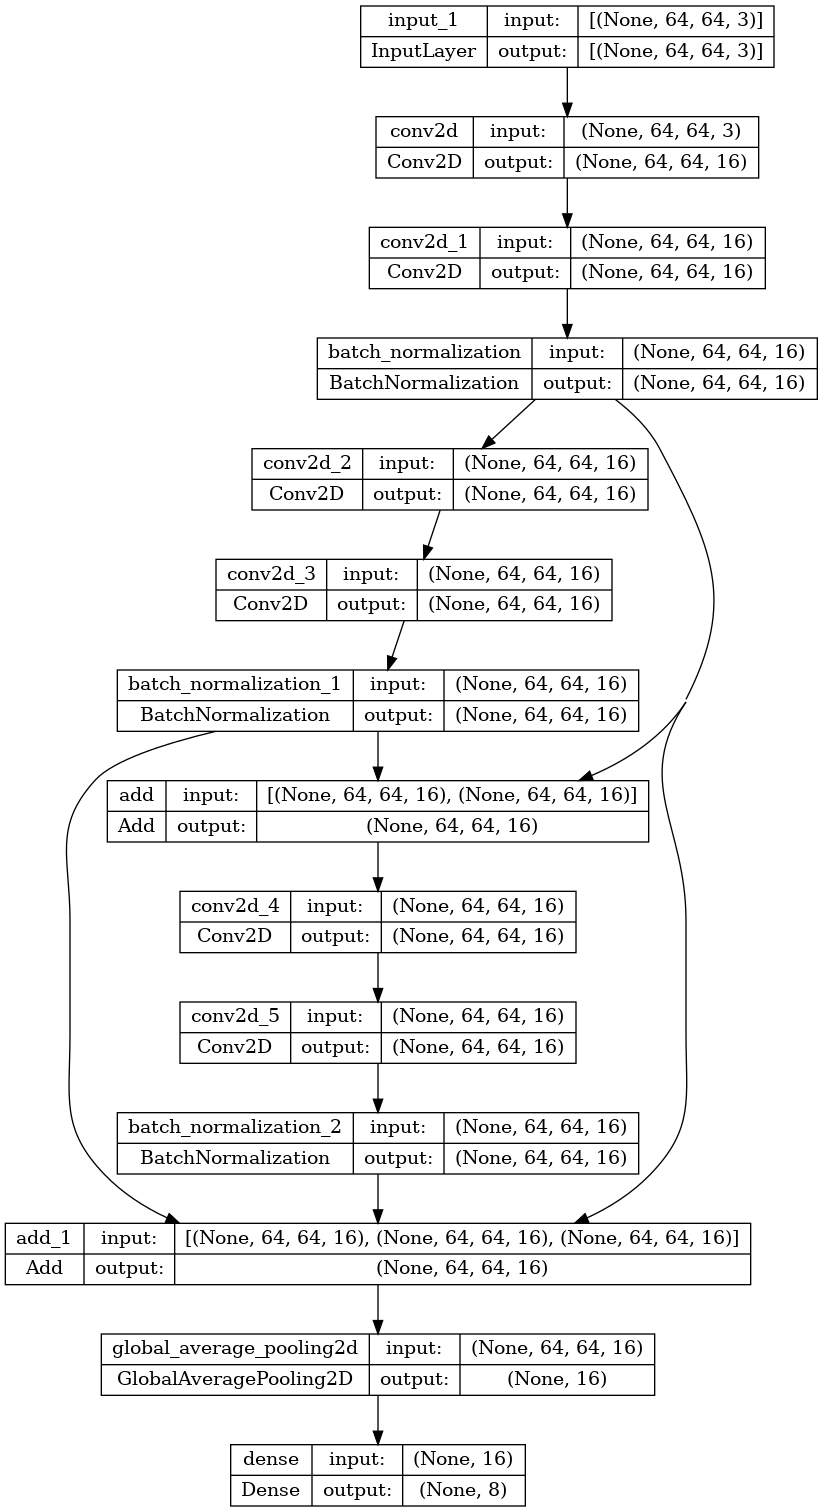 input_1 input: [(None, 64, 64, 3)]
InputLayer output: [(None, 64, 64, 3)]
conv2d input: (None, 64, 64, 3)
Conv2D output: (None, 64, 64, 16)
conv2d_1 input: (None, 64, 64, 16)
Conv2D output: (None, 64, 64, 16)
batch_normalization input: (None, 64, 64, 16)
BatchNormalization output: (None, 64, 64, 16)
conv2d_2 input: (None, 64, 64, 16)
Conv2D output: (None, 64, 64, 16)
conv2d_3 input: (None, 64, 64, 16)
Conv2D output: (None, 64, 64, 16)
batch_normalization_1 input: (None, 64, 64, 16)
BatchNormalization output: (None, 64, 64, 16)
add input: [(None, 64, 64, 16), (None, 64, 64, 16)]
Add output: (None, 64, 64, 16)
conv2d_4 input: (None, 64, 64, 16)
Conv2D output: (None, 64, 64, 16)
conv2d_5 input: (None, 64, 64, 16)
Conv2D output: (None, 64, 64, 16)
batch_normalization_2 input: (None, 64, 64, 16)
BatchNormalization output: (None, 64, 64, 16)
add_1 input: [(None, 64, 64, 16), (None, 64, 64, 16), (None, 64, 64, 16)]
Add output: (None, 64, 64, 16)
global_average_pooling2d input: (None, 64, 64, 16)
GlobalAveragePooling2D output: (None, 16)
dense input: (None, 16)
Dense output: (None, 8)